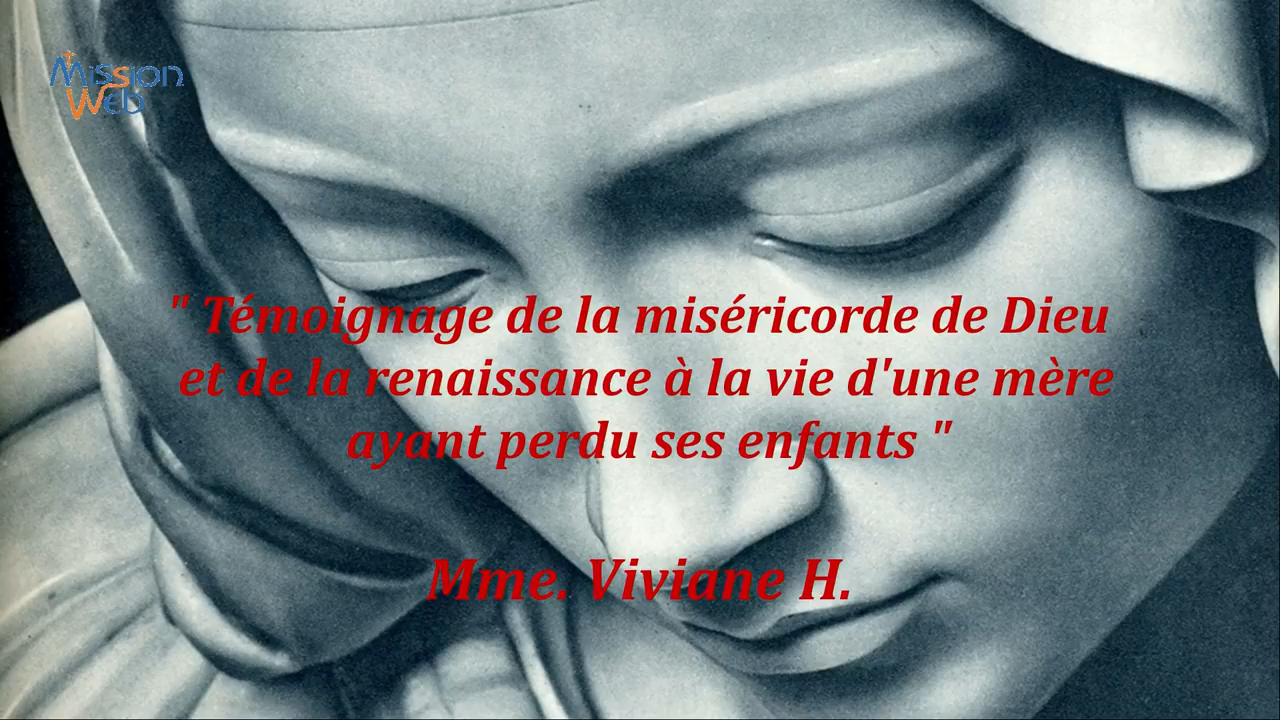 Mission
Web
" Témoignage de la miséricorde de Dieu
et de la renaissance à la vie d'une mère
ayant perdu ses enfants "
Mme. Viviane H.